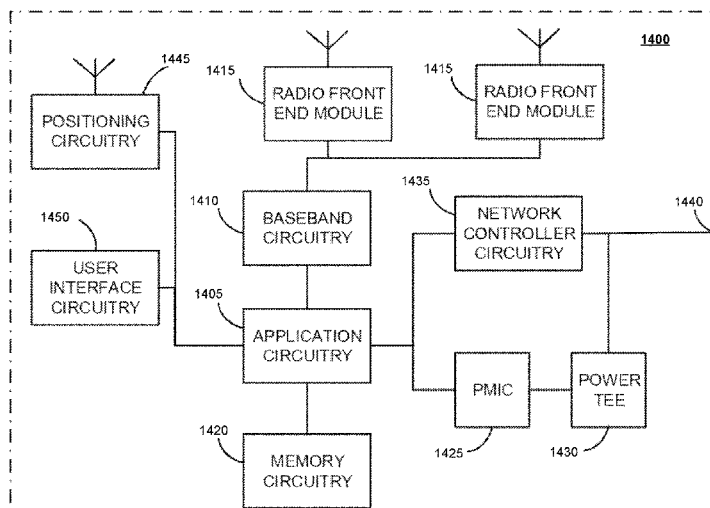 1400
1445
1415
1415
POSITIONING
CIRCUITRY
RADIO FRONT
END MODULE
RADIO FRONT
END MODULE
1450
1410
1435
1440
USER
INTERFACE
CIRCUITRY
BASEBAND
CIRCUITRY
NETWORK
CONTROLLER
CIRCUITRY
1405
APPLICATION
CIRCUITRY
PMIC
POWER
TEE
1420
1425
1430
MEMORY
CIRCUITRY